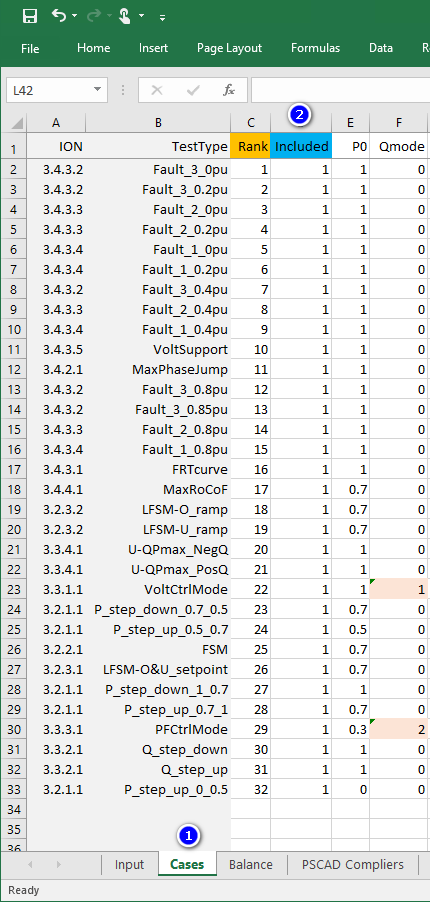 File Home Insert Page Layout Formulas Data R
L42 fx
2
A B C D E F
1 ION TestType Rank Included P0 Qmode
2 3.4.3.2 Fault_3_0pu 1 1 1 0
3 3.4.3.2 Fault_3_0.2pu 2 1 1 0
4 3.4.3.3 Fault_2_0pu 3 1 1 0
5 3.4.3.3 Fault_2_0.2pu 4 1 1 0
6 3.4.3.4 Fault_1_0pu 5 1 1 0
7 3.4.3.4 Fault_1_0.2pu 6 1 1 0
8 3.4.3.2 Fault_3_0.4pu 7 1 1 0
9 3.4.3.3 Fault_2_0.4pu 8 1 1 0
10 3.4.3.4 Fault_1_0.4pu 9 1 1 0
11 3.4.3.5 VoltSupport 10 1 1 0
12 3.4.2.1 MaxPhaseJump 11 1 1 0
13 3.4.3.2 Fault_3_0.8pu 12 1 1 0
14 3.4.3.2 Fault_3_0.85pu 13 1 1 0
15 3.4.3.3 Fault_2_0.8pu 14 1 1 0
16 3.4.3.4 Fault_1_0.8pu 15 1 1 0
17 3.4.3.1 FRTcurve 16 1 1 0
18 3.4.4.1 MaxRoCoF 17 1 0.7 0
19 3.2.3.2 LFSM-O_ramp 18 1 0.7 0
20 3.2.3.2 LFSM-U_ramp 19 1 0.7 0
21 3.3.4.1 U-QPmax_NegQ 20 1 1 0
22 3.3.4.1 U-QPmax_PosQ 21 1 1 0
23 3.3.1.1 VoltCtrlMode 22 1 1 1
24 3.2.1.1 P_step_down_0.7_0.5 23 1 0.7 0
25 3.2.1.1 P_step_up_0.5_0.7 24 1 0.5 0
26 3.2.2.1 FSM 25 1 0.7 0
27 3.2.3.1 LFSM-O&U_setpoint 26 1 0.7 0
28 3.2.1.1 P_step_down_1_0.7 27 1 1 0
29 3.2.1.1 P_step_up_0.7_1 28 1 0.7 0
30 3.3.3.1 PFCtrlMode 29 1 0.3 2
31 3.3.2.1 Q_step_down 30 1 1 0
32 3.3.2.1 Q_step_up 31 1 1 0
33 3.2.1.1 P_step_up_0_0.5 32 1 0 0
34
35
36
1
Input Cases Balance PSCAD Compliers
Ready